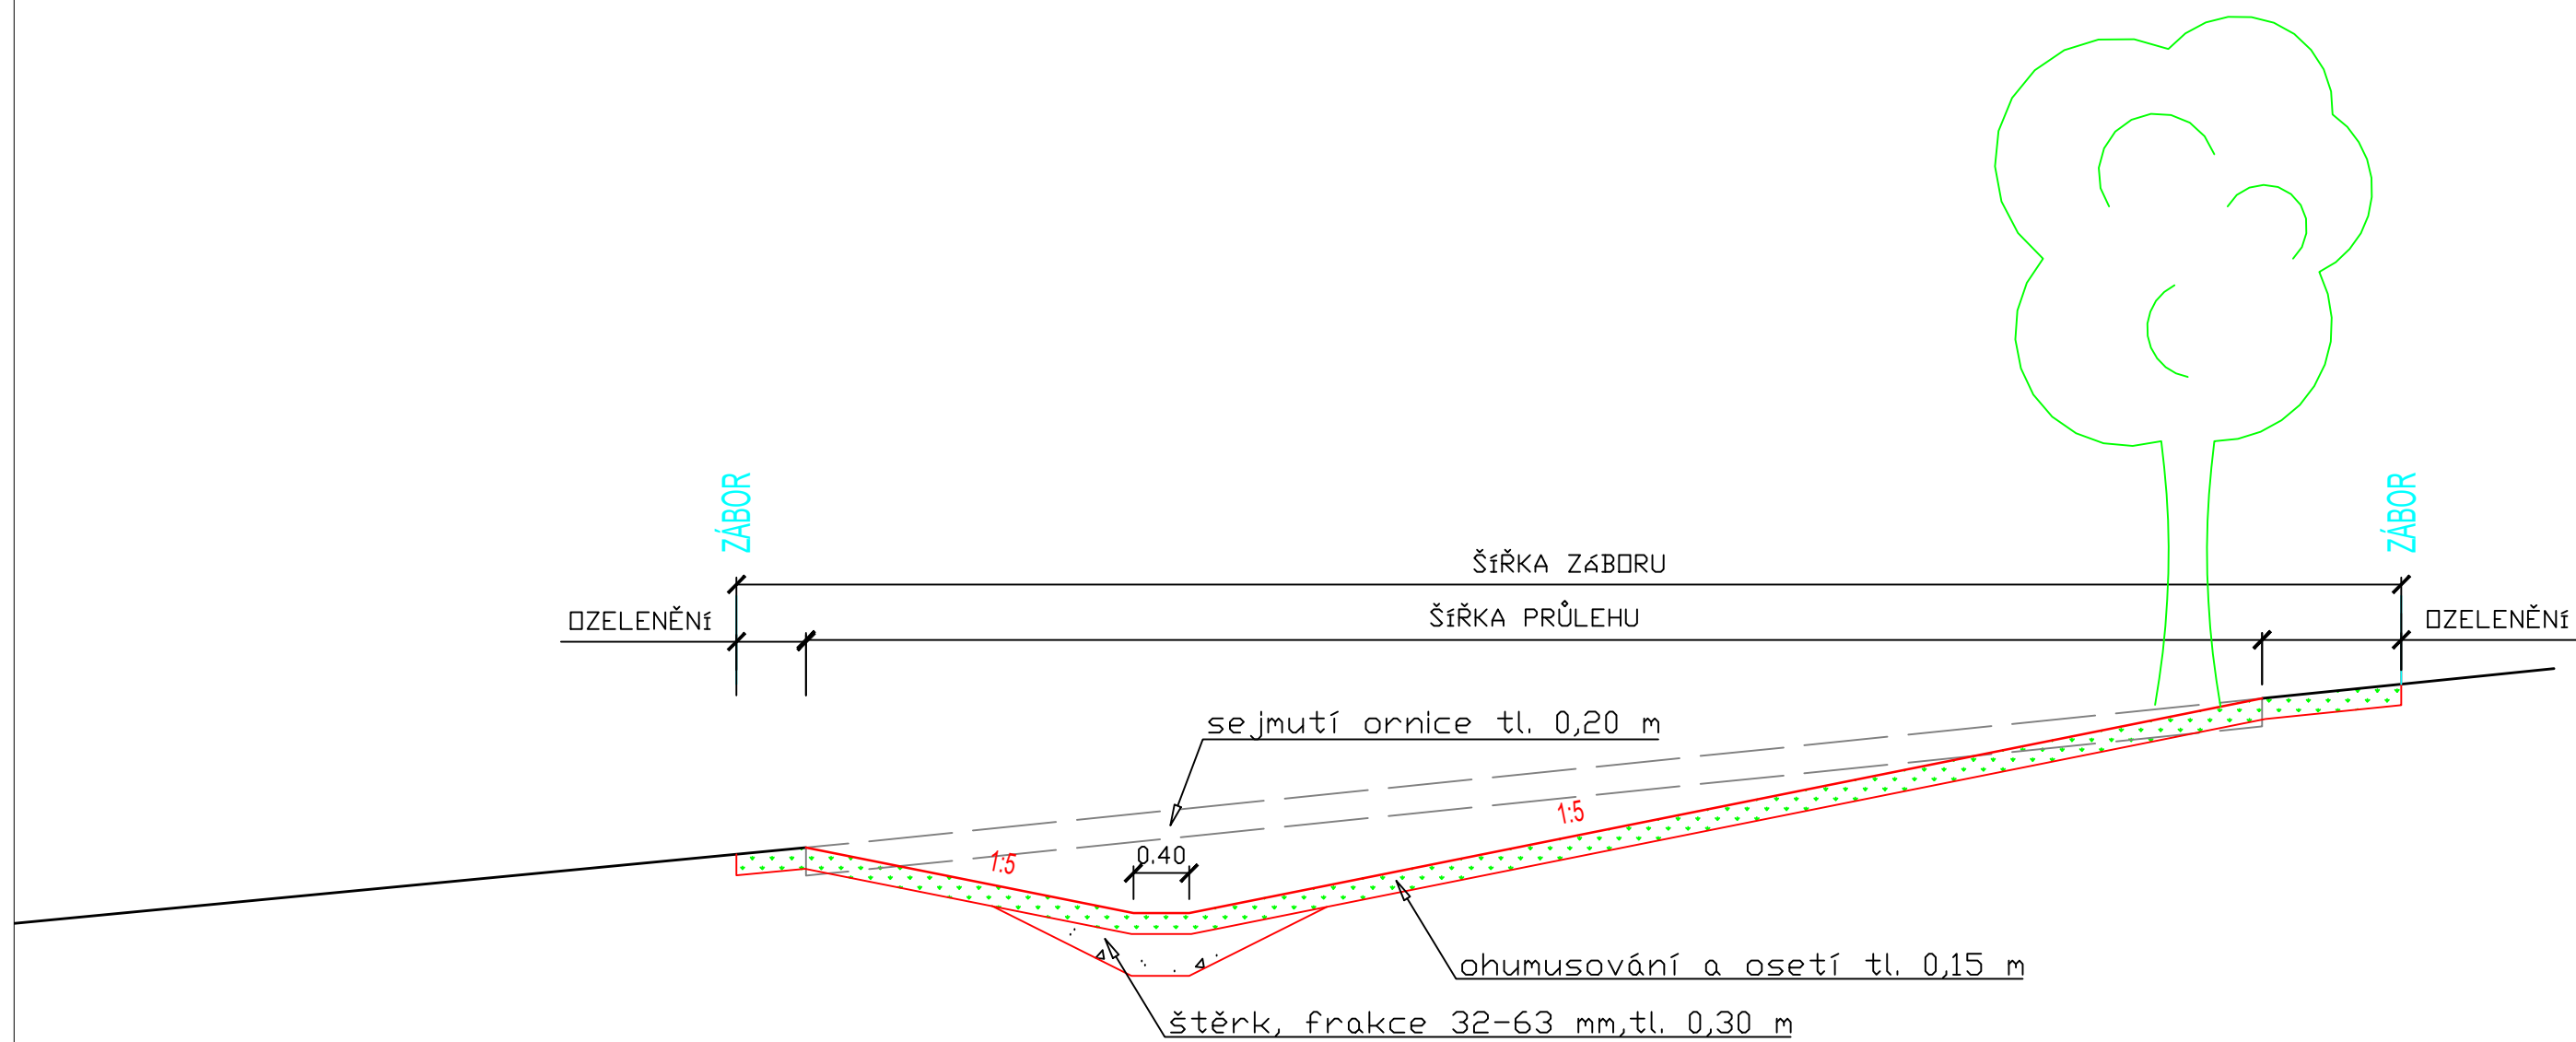 ZÁBOR
ZÁBOR
ŠÍŘKA ZÁBORU
OZELENĚNÍ
ŠÍŘKA PRŮLEHU
OZELENĚNÍ
sejmutí ornice tl. 0,20 m
1:5
0.40
1:5
ohumusování a osetí tl. 0,15 m
štěrk, frakce 32-63 mm,tl. 0,30 m